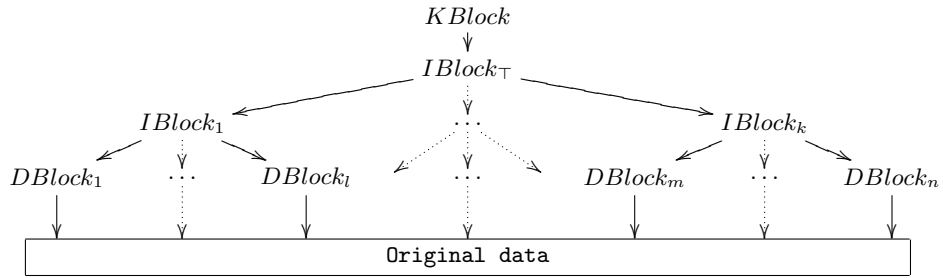 KBlock
IBlock⊤
IBlock₁ ... IBlockₖ
DBlock₁ ... DBlockₗ ... DBlockₘ ... DBlockₙ
Original data